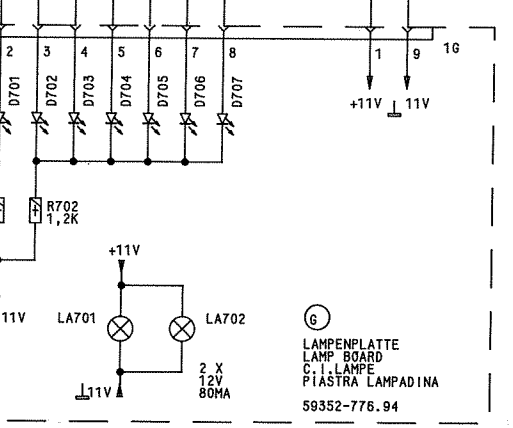 2 3 4 5 6 7 8 1 9 1G
D701 D702 D703 D704 D705 D706 D707
+11V 11V
R702
1,2K
+11V
11V
LA701 LA702
2 X
12V
80MA
11V
G
LAMPENPLATTE
LAMP BOARD
C.I.LAMPE
PIASTRA LAMPADINA
59352-776.94